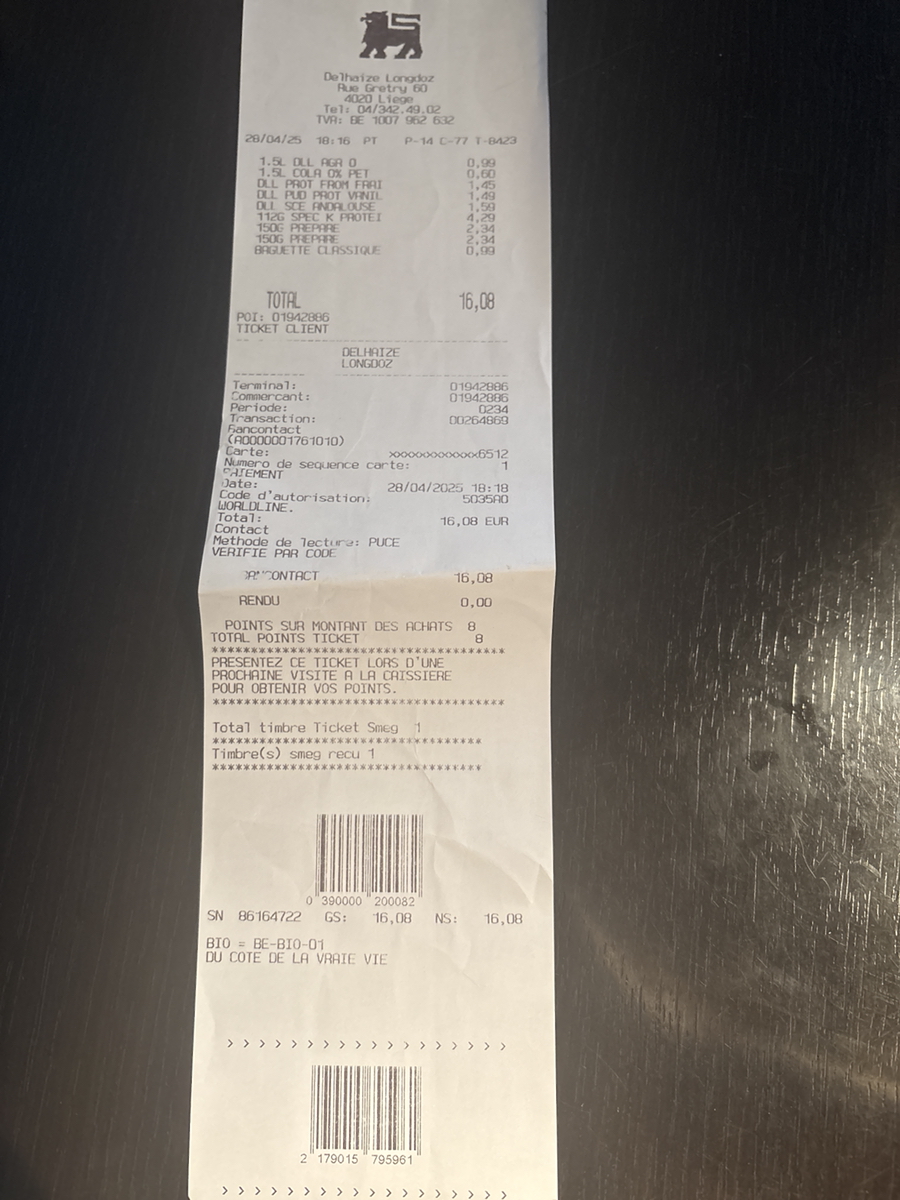 Delhaize Longdoz
Rue Gretry 60
4020 Liege
Tel: 04/342.49.02
TVA: BE 1007 962 632
28/04/25 18:16 PT P-14 C-77 T-8423
1.5L DLL AGR O 0,99
1.5L COLA 0% PET 0,60
DLL PROT FROM FRAI 1,45
DLL PUD PROT VANIL 1,49
DLL SCE ANDALOUSE 1,59
112G SPEC K PROTEI 4,29
150G PREPARE 2,34
150G PREPARE 2,34
BAGUETTE CLASSIQUE 0,99
TOTAL 16,08
POI: 01942886
TICKET CLIENT
DELHAIZE
LONGDOZ
Terminal: 01942886
Commercant: 01942886
Periode: 0234
Transaction: 00264869
Bancontact
(A0000001761010)
Carte: xxxxxxxxxxxx6512
Numero de sequence carte: 1
PAIEMENT
Date: 28/04/2025 18:18
Code d'autorisation: 5035A0
WORLDLINE.
Total: 16,08 EUR
Contact
Methode de lecture: PUCE
VERIFIE PAR CODE
BANCONTACT 16,08
RENDU 0,00
POINTS SUR MONTANT DES ACHATS 8
TOTAL POINTS TICKET 8
**************************************
PRESENTEZ CE TICKET LORS D'UNE
PROCHAINE VISITE A LA CAISSIERE
POUR OBTENIR VOS POINTS.
**************************************
Total timbre Ticket Smeg 1
***********************************
Timbre(s) smeg recu 1
***********************************
0 390000 200082
SN 86164722 GS: 16,08 NS: 16,08
BIO = BE-BIO-01
DU COTE DE LA VRAIE VIE
> > > > > > > > > > > > > > > > > >
2 179015 795961
> > > > > > > > > > > > > > > > > >